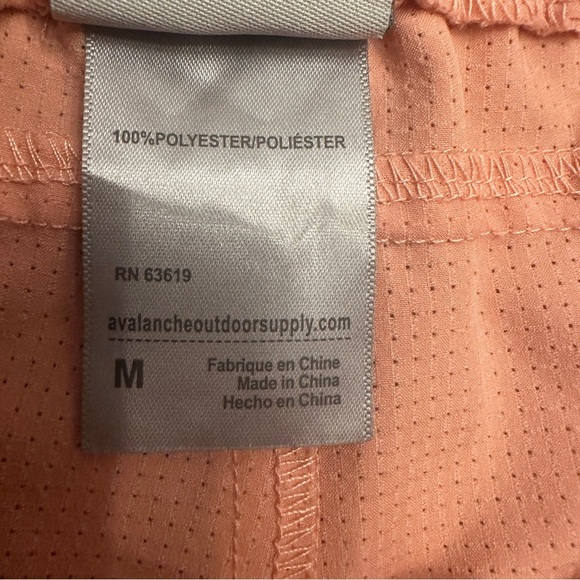 100%POLYESTER/POLIÉSTER
RN 63619
avalancheoutdoorsupply.com
M
Fabrique en Chine
Made in China
Hecho en China